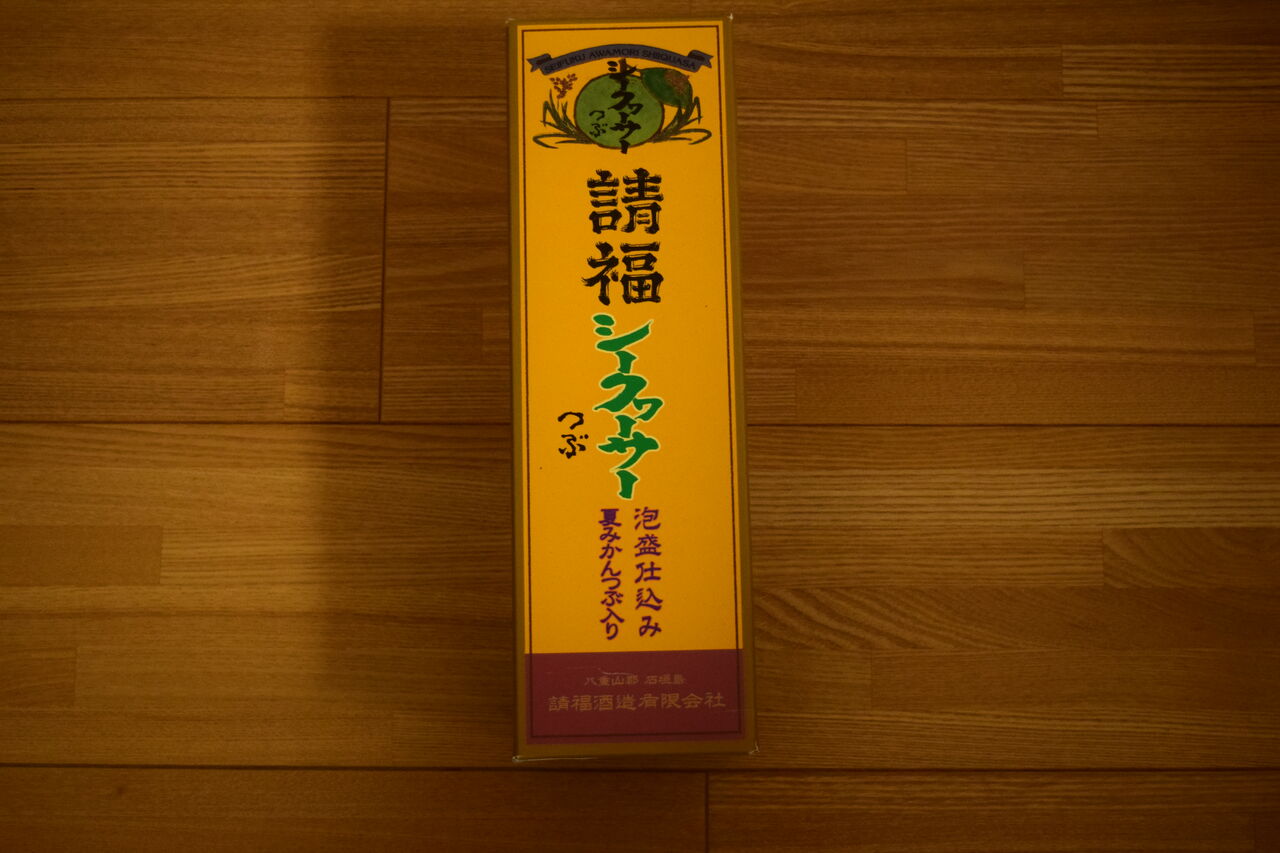 SEIFUKU AWAMORI SHIQUASA
シークヮーサー
つぶ
請福
シークヮーサー
つぶ
泡盛仕込み
夏みかんつぶ入り
八重山郡 石垣島
請福酒造有限会社